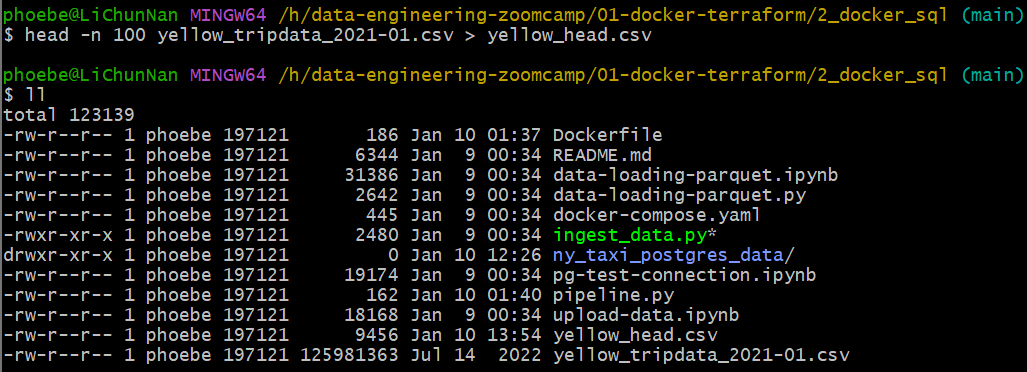 phoebe@LiChunNan MINGW64 /h/data-engineering-zoomcamp/01-docker-terraform/2_docker_sql (main)
$ head -n 100 yellow_tripdata_2021-01.csv > yellow_head.csv
phoebe@LiChunNan MINGW64 /h/data-engineering-zoomcamp/01-docker-terraform/2_docker_sql (main)
$ ll
total 123139
-rw-r--r-- 1 phoebe 197121       186 Jan 10 01:37 Dockerfile
-rw-r--r-- 1 phoebe 197121      6344 Jan  9 00:34 README.md
-rw-r--r-- 1 phoebe 197121     31386 Jan  9 00:34 data-loading-parquet.ipynb
-rw-r--r-- 1 phoebe 197121      2642 Jan  9 00:34 data-loading-parquet.py
-rw-r--r-- 1 phoebe 197121       445 Jan  9 00:34 docker-compose.yaml
-rwxr-xr-x 1 phoebe 197121      2480 Jan  9 00:34 ingest_data.py*
drwxr-xr-x 1 phoebe 197121         0 Jan 10 12:26 ny_taxi_postgres_data/
-rw-r--r-- 1 phoebe 197121     19174 Jan  9 00:34 pg-test-connection.ipynb
-rw-r--r-- 1 phoebe 197121       162 Jan 10 01:40 pipeline.py
-rw-r--r-- 1 phoebe 197121     18168 Jan  9 00:34 upload-data.ipynb
-rw-r--r-- 1 phoebe 197121      9456 Jan 10 13:54 yellow_head.csv
-rw-r--r-- 1 phoebe 197121 125981363 Jul 14  2022 yellow_tripdata_2021-01.csv